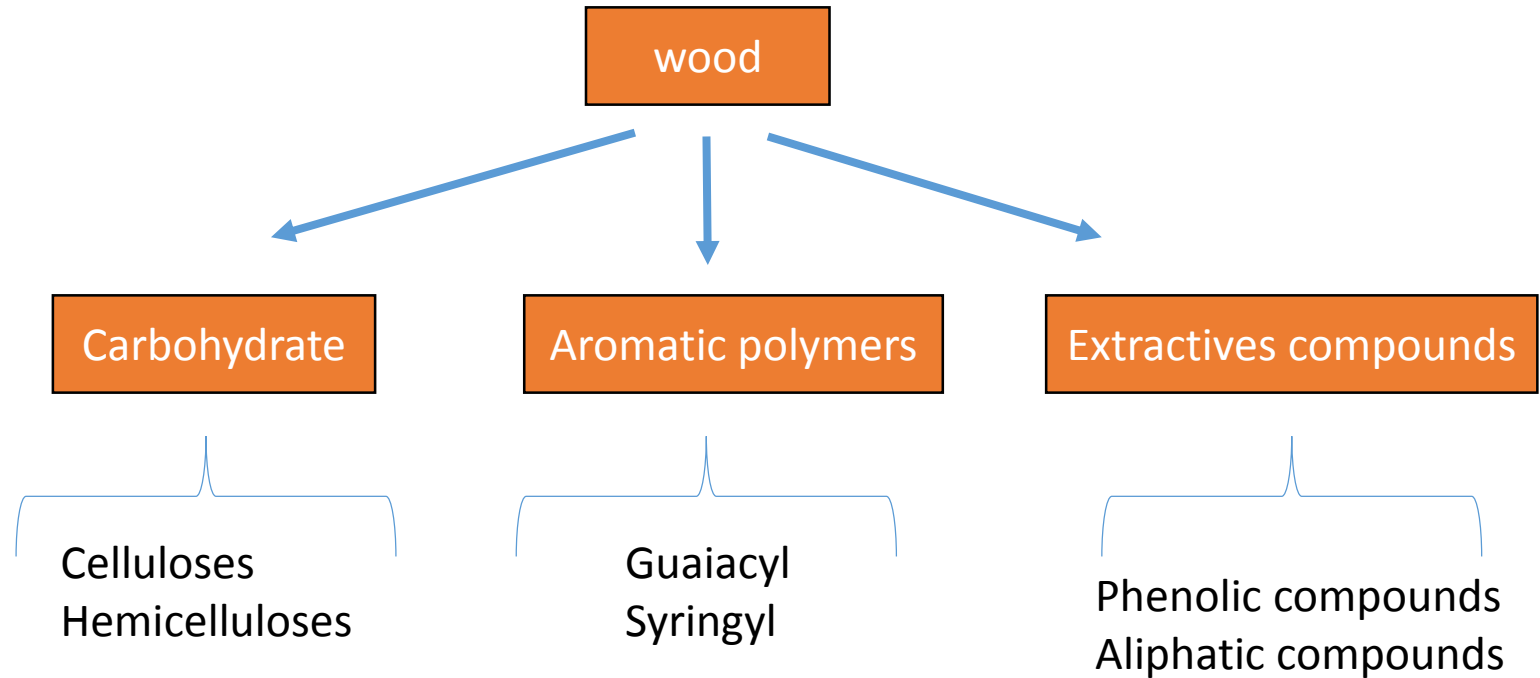 wood
Carbohydrate
Aromatic polymers
Extractives compounds
Celluloses
Hemicelluloses
Guaiacyl
Syringyl
Phenolic compounds
Aliphatic compounds